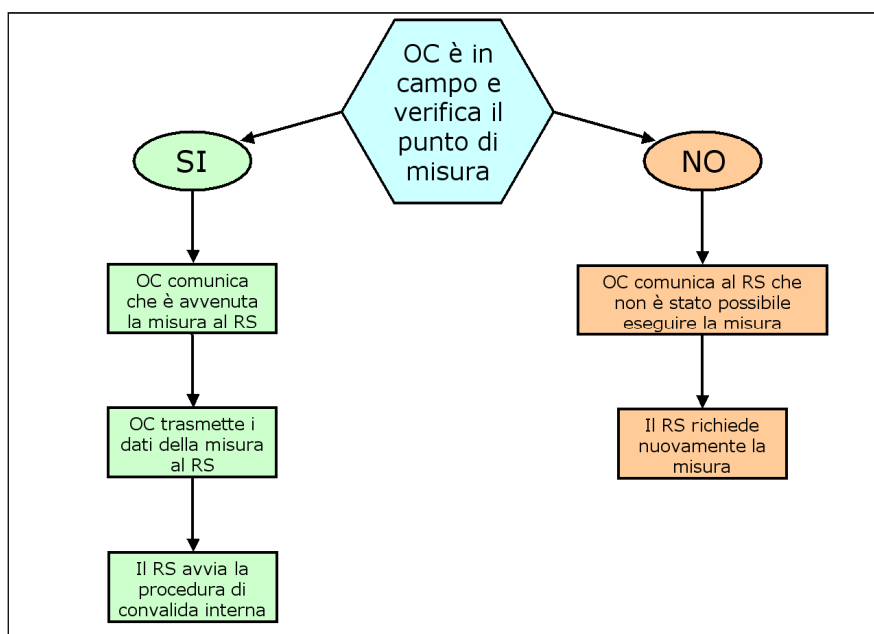 OC è in
campo e
verifica il
punto di
misura
SI
NO
OC comunica
che è avvenuta
la misura al RS
OC comunica al RS che
non è stato possibile
eseguire la misura
OC trasmette i
dati della misura
al RS
Il RS richiede
nuovamente la
misura
Il RS avvia la
procedura di
convalida interna